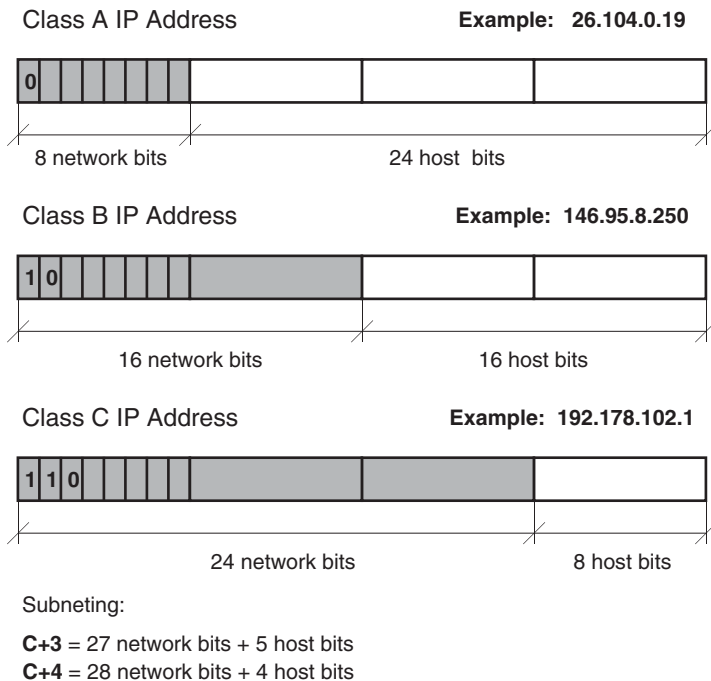 Class A IP Address Example: 26.104.0.19
0
8 network bits 24 host bits
Class B IP Address Example: 146.95.8.250
1 0
16 network bits 16 host bits
Class C IP Address Example: 192.178.102.1
1 1 0
24 network bits 8 host bits
Subneting:
C+3 = 27 network bits + 5 host bits
C+4 = 28 network bits + 4 host bits